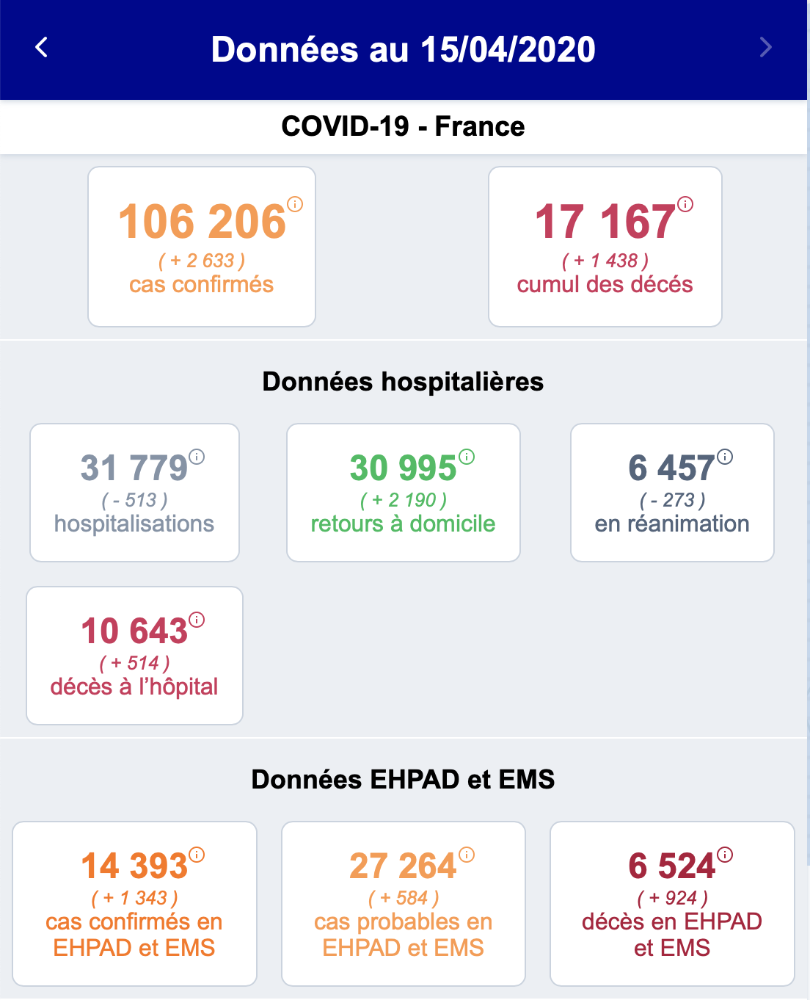 Données au 15/04/2020
COVID-19 - France
106 206
( + 2 633 )
cas confirmés
17 167
( + 1 438 )
cumul des décés
Données hospitalières
31 779
( - 513 )
hospitalisations
30 995
( + 2 190 )
retours à domicile
6 457
( - 273 )
en réanimation
10 643
( + 514 )
décès à l’hôpital
Données EHPAD et EMS
14 393
( + 1 343 )
cas confirmés en
EHPAD et EMS
27 264
( + 584 )
cas probables en
EHPAD et EMS
6 524
( + 924 )
décès en EHPAD
et EMS